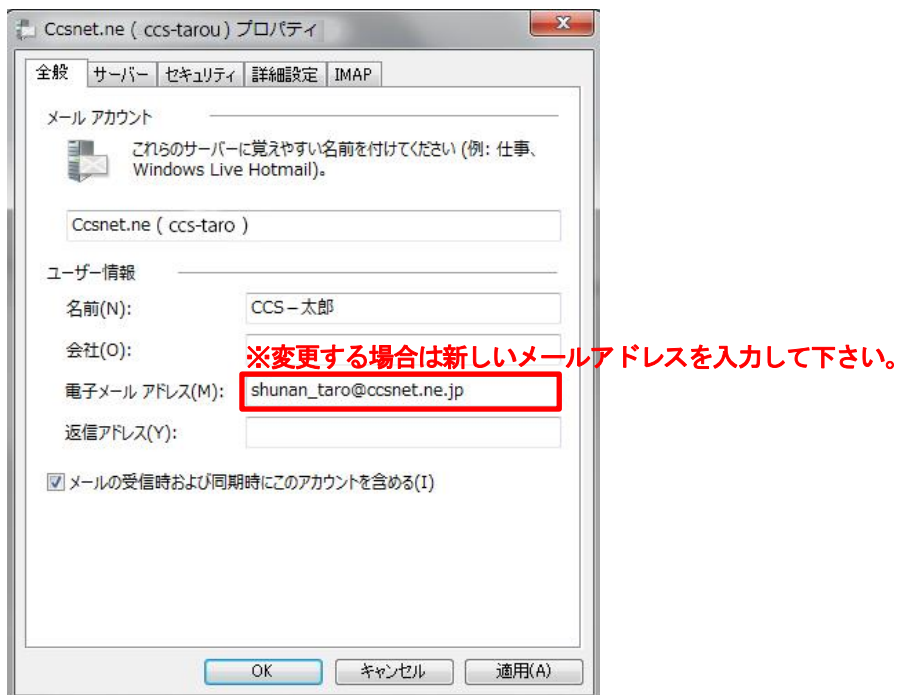 Ccsnet.ne ( ccs-tarou ) プロパティ
全般 サーバー セキュリティ 詳細設定 IMAP
メール アカウント
これらのサーバーに覚えやすい名前を付けてください (例: 仕事、
Windows Live Hotmail)。
Ccsnet.ne ( ccs-taro )
ユーザー情報
名前(N): CCS－太郎
会社(O):
※変更する場合は新しいメールアドレスを入力して下さい。
電子メール アドレス(M): shunan_taro@ccsnet.ne.jp
返信アドレス(Y):
メールの受信時および同期時にこのアカウントを含める(I)
OK キャンセル 適用(A)